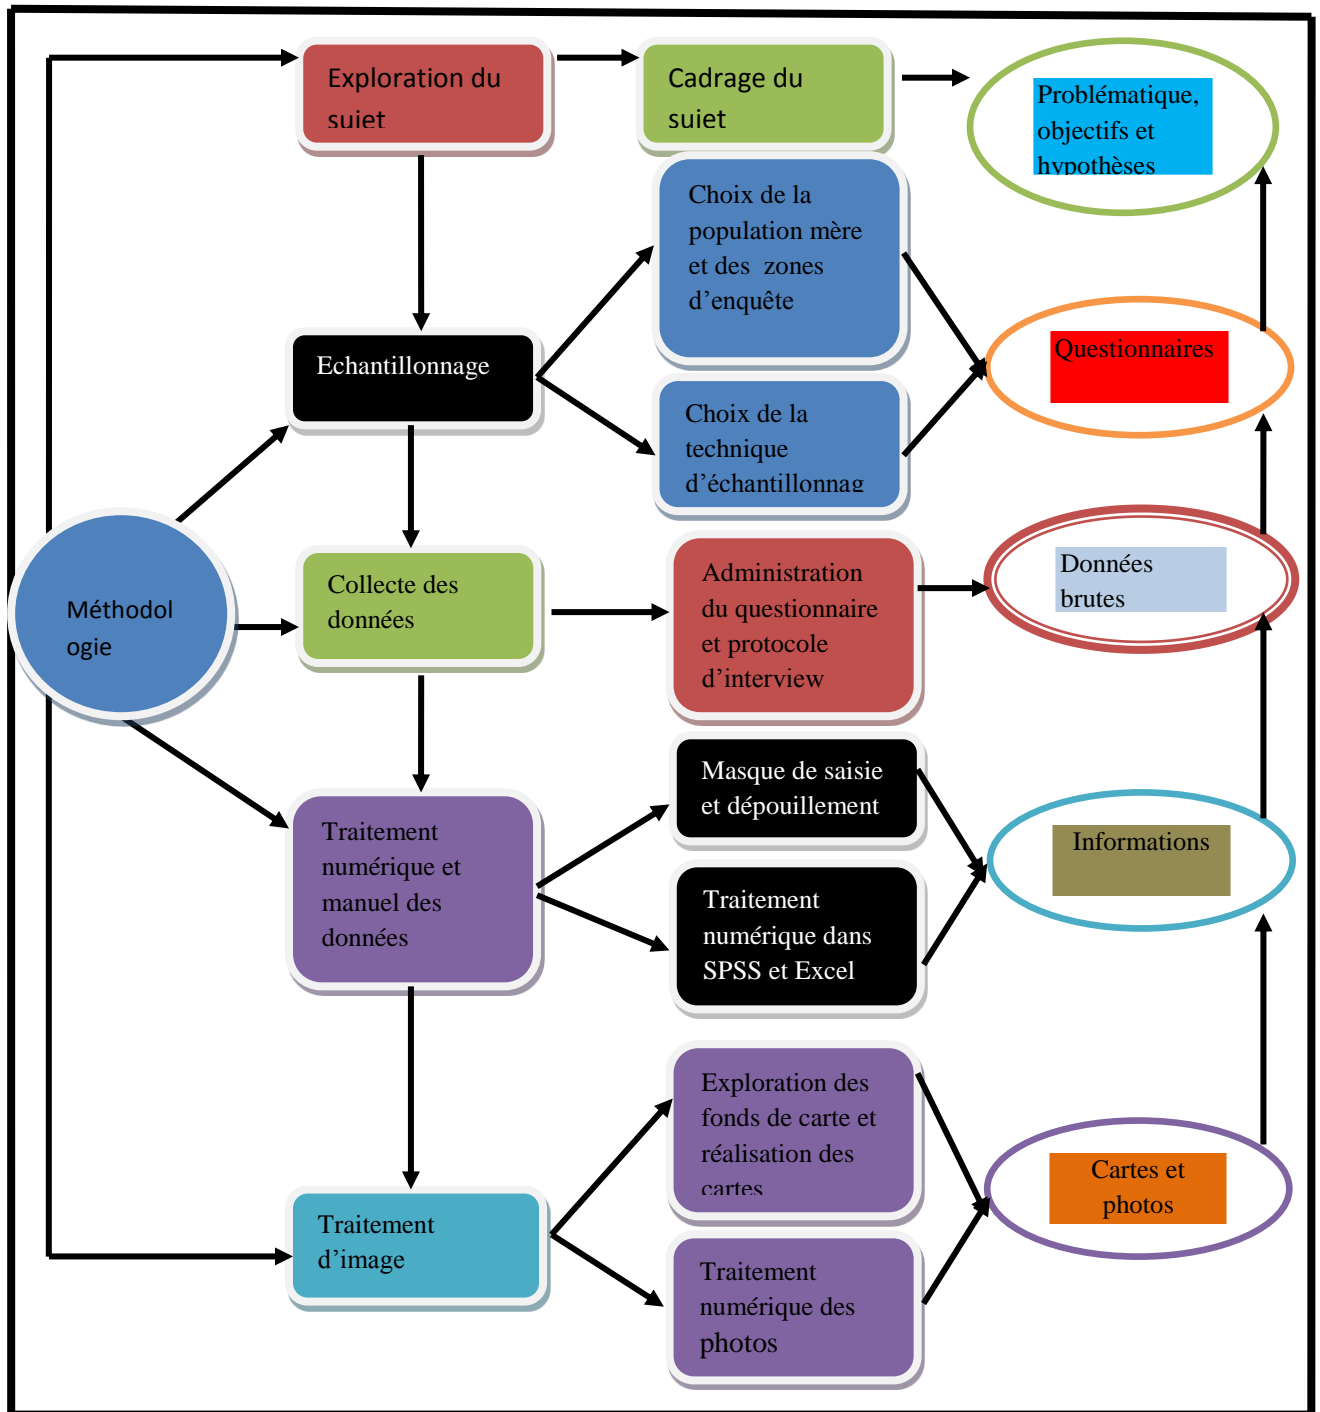 Exploration du
sujet
Cadrage du
sujet
Problématique,
objectifs et
hypothèses
Choix de la
population mère
et des zones
d’enquête
Echantillonnage
Questionnaires
Choix de la
technique
d’échantillonnag
Méthodol
ogie
Collecte des
données
Administration
du questionnaire
et protocole
d’interview
Données
brutes
Masque de saisie
et dépouillement
Traitement
numérique et
manuel des
données
Informations
Traitement
numérique dans
SPSS et Excel
Exploration des
fonds de carte et
réalisation des
cartes
Cartes et
photos
Traitement
d’image
Traitement
numérique des
photos